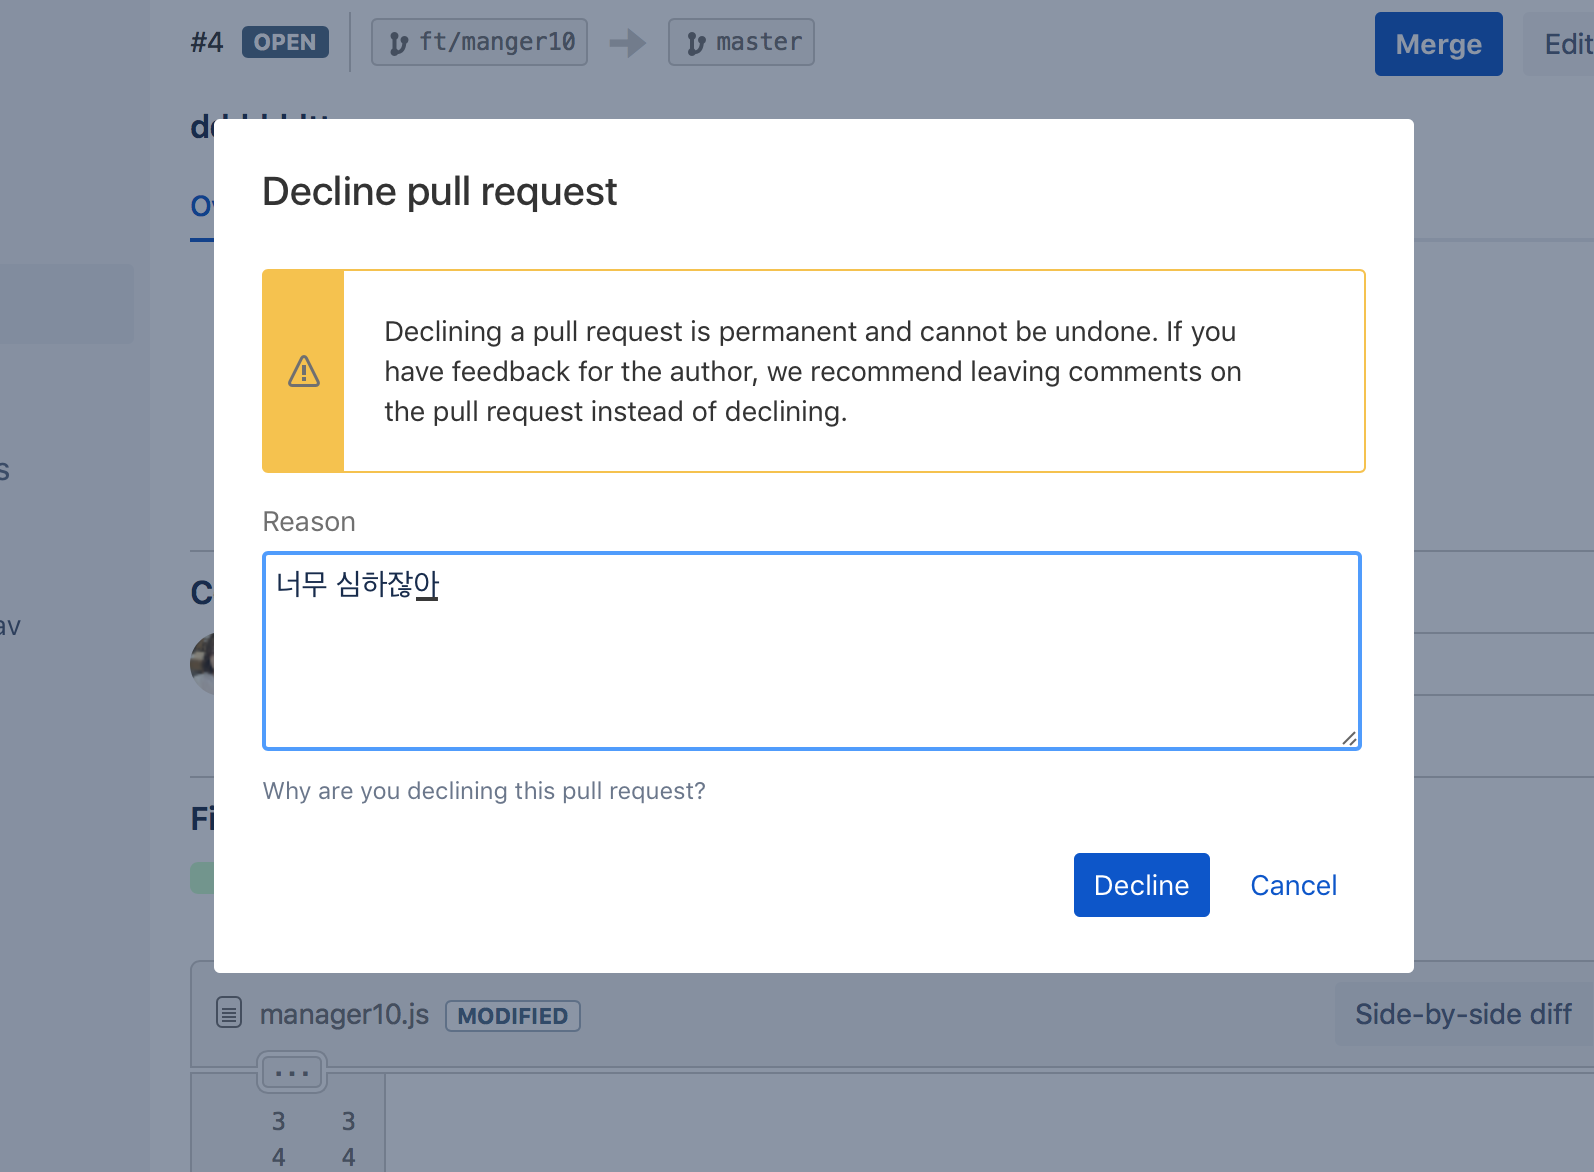 #4 OPEN ft/manger10 master Merge Edit
Decline pull request
Declining a pull request is permanent and cannot be undone. If you
have feedback for the author, we recommend leaving comments on
the pull request instead of declining.
Reason
너무 심하잖아
Why are you declining this pull request?
Decline Cancel
manager10.js MODIFIED Side-by-side diff
...
3 3
4 4